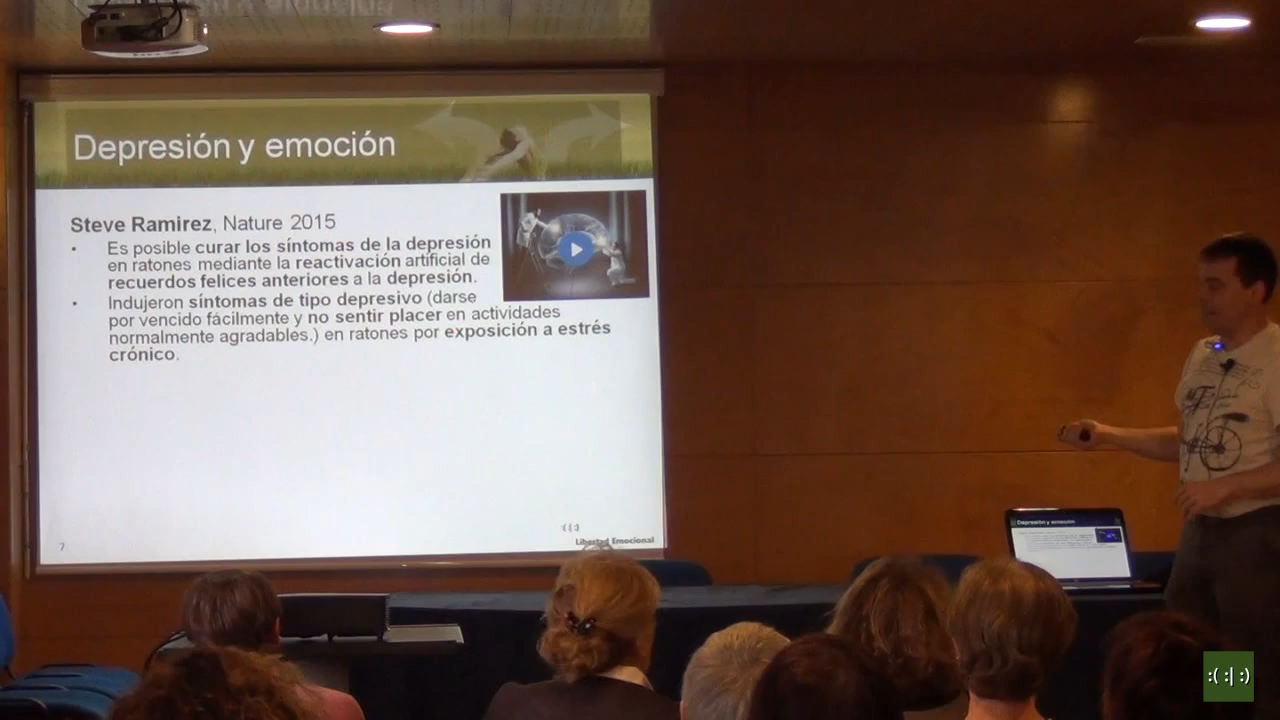 Depresión y emoción
Steve Ramirez, Nature 2015
• Es posible curar los síntomas de la depresión
en ratones mediante la reactivación artificial de
recuerdos felices anteriores a la depresión.
• Indujeron síntomas de tipo depresivo (darse
por vencido fácilmente y no sentir placer en actividades
normalmente agradables.) en ratones por exposición a estrés
crónico.
7
Libertad Emocional
Depresión y emoción
:( :| :)